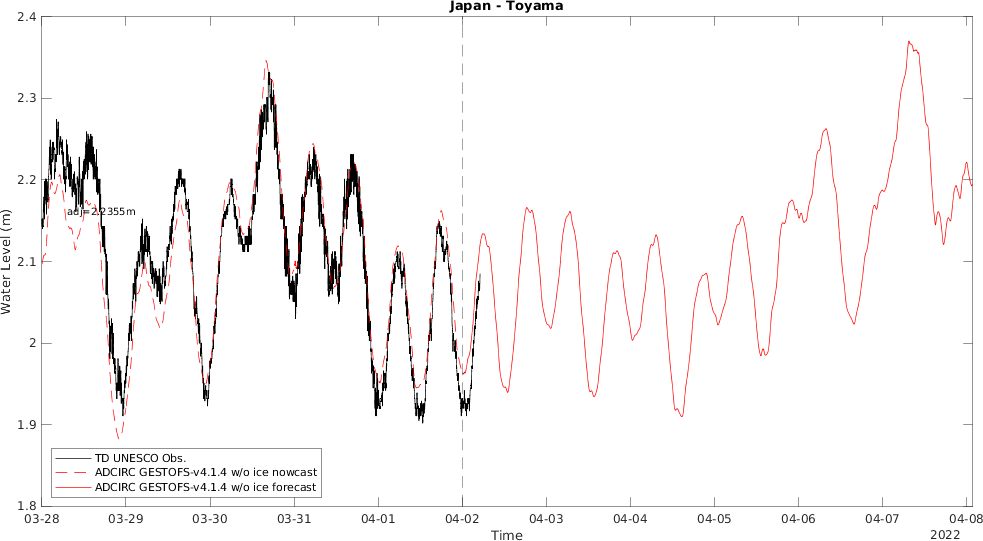 Japan - Toyama
2.4
2.3
2.2
2.1
2
1.9
1.8
Water Level (m)
adj=2.2355m
TD UNESCO Obs.
ADCIRC GESTOFS-v4.1.4 w/o ice nowcast
ADCIRC GESTOFS-v4.1.4 w/o ice forecast
03-28 03-29 03-30 03-31 04-01 04-02 04-03 04-04 04-05 04-06 04-07 04-08
Time
2022